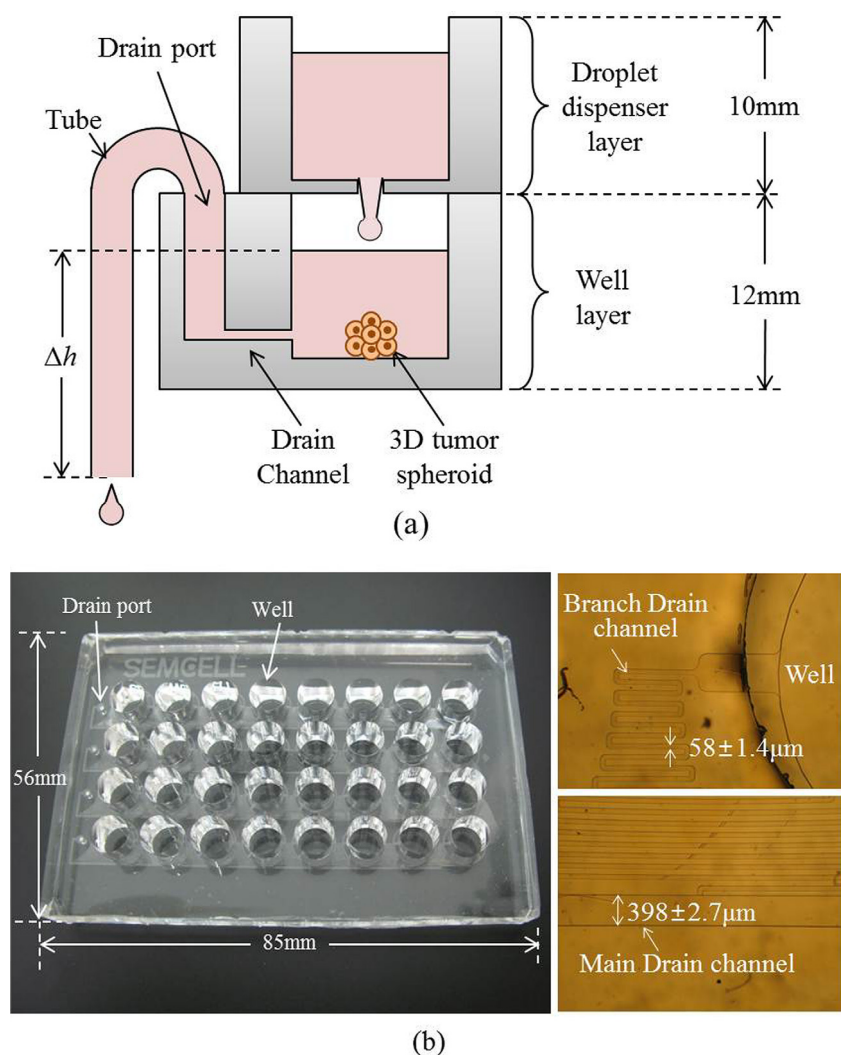 Drain port
Tube
Droplet
dispenser
layer
10mm
Well
layer
12mm
Δh
Drain
Channel
3D tumor
spheroid
(a)
Drain port
Well
SEMCELL
56mm
85mm
Branch Drain
channel
Well
58±1.4μm
398±2.7μm
Main Drain channel
(b)